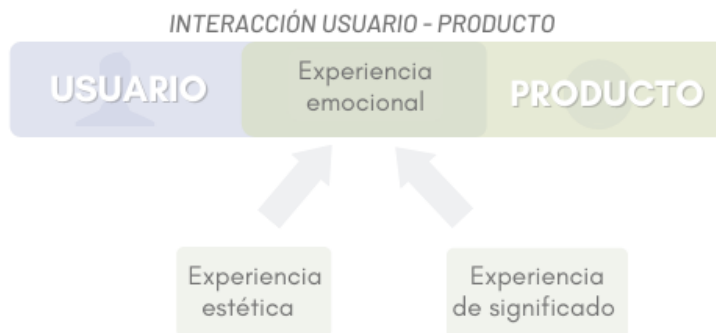 INTERACCIÓN USUARIO - PRODUCTO
USUARIO
Experiencia
emocional
PRODUCTO
Experiencia
estética
Experiencia
de significado